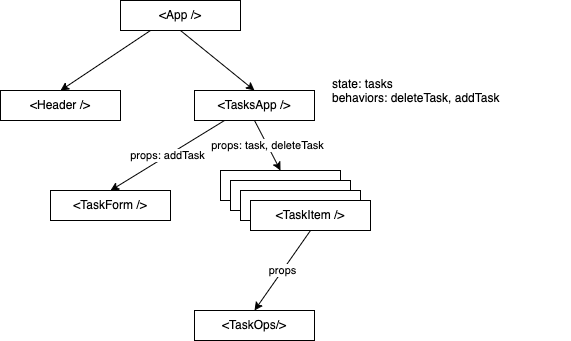 <App />
<Header />
<TasksApp />
state: tasks
behaviors: deleteTask, addTask
props: addTask
props: task, deleteTask
<TaskForm />
<TaskItem />
props
<TaskOps/>